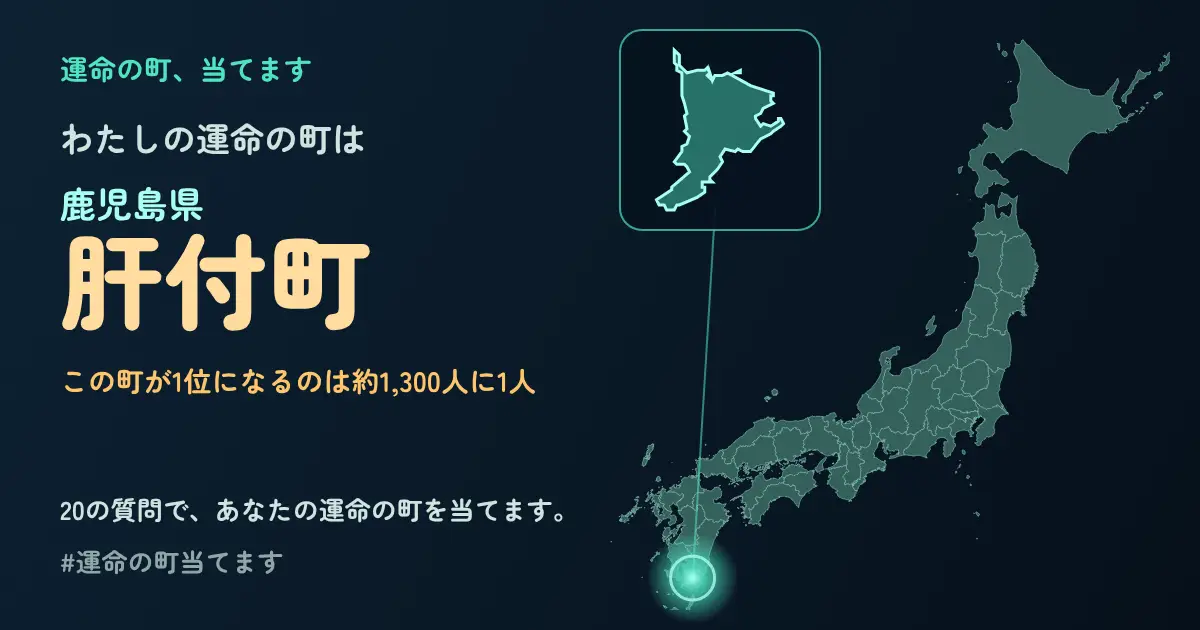 運命の町、当てます
わたしの運命の町は
鹿児島県
肝付町
この町が1位になるのは約1,300人に1人
20の質問で、あなたの運命の町を当てます。
#運命の町当てます